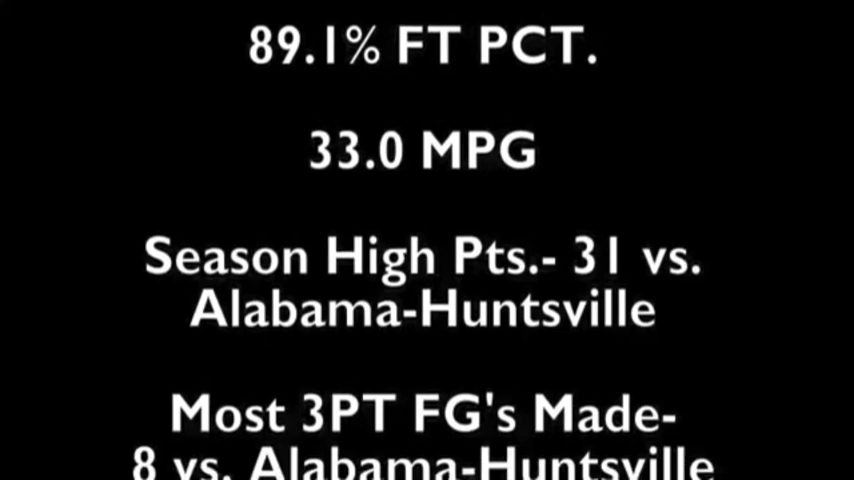 89.1% FT PCT.
33.0 MPG
Season High Pts.- 31 vs.
Alabama-Huntsville
Most 3PT FG's Made-
8 vs. Alabama-Huntsville